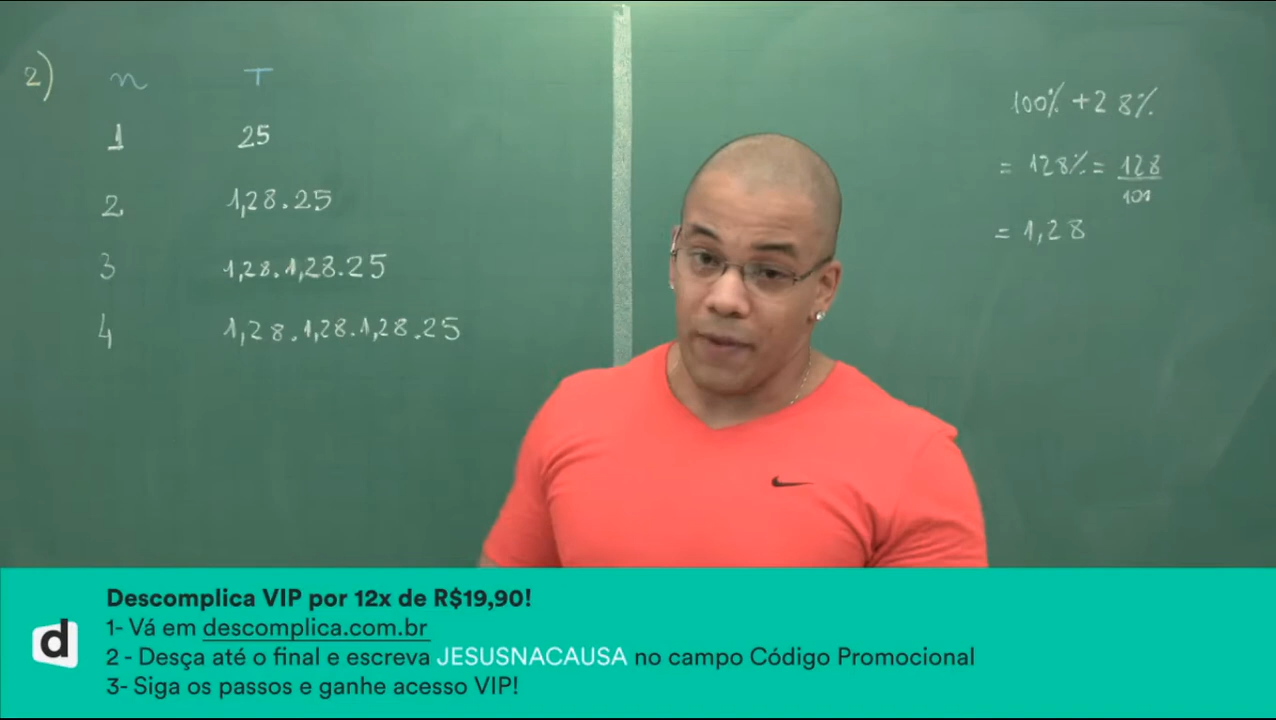 2) n T
1 25
2 1,28.25
3 1,28.1,28.25
4 1,28.1,28.1,28.25
100% + 28%
= 128% = 128
101
= 1,28
d
Descomplica VIP por 12x de R$19,90!
1- Vá em descomplica.com.br
2 - Desça até o final e escreva JESUSNACAUSA no campo Código Promocional
3- Siga os passos e ganhe acesso VIP!